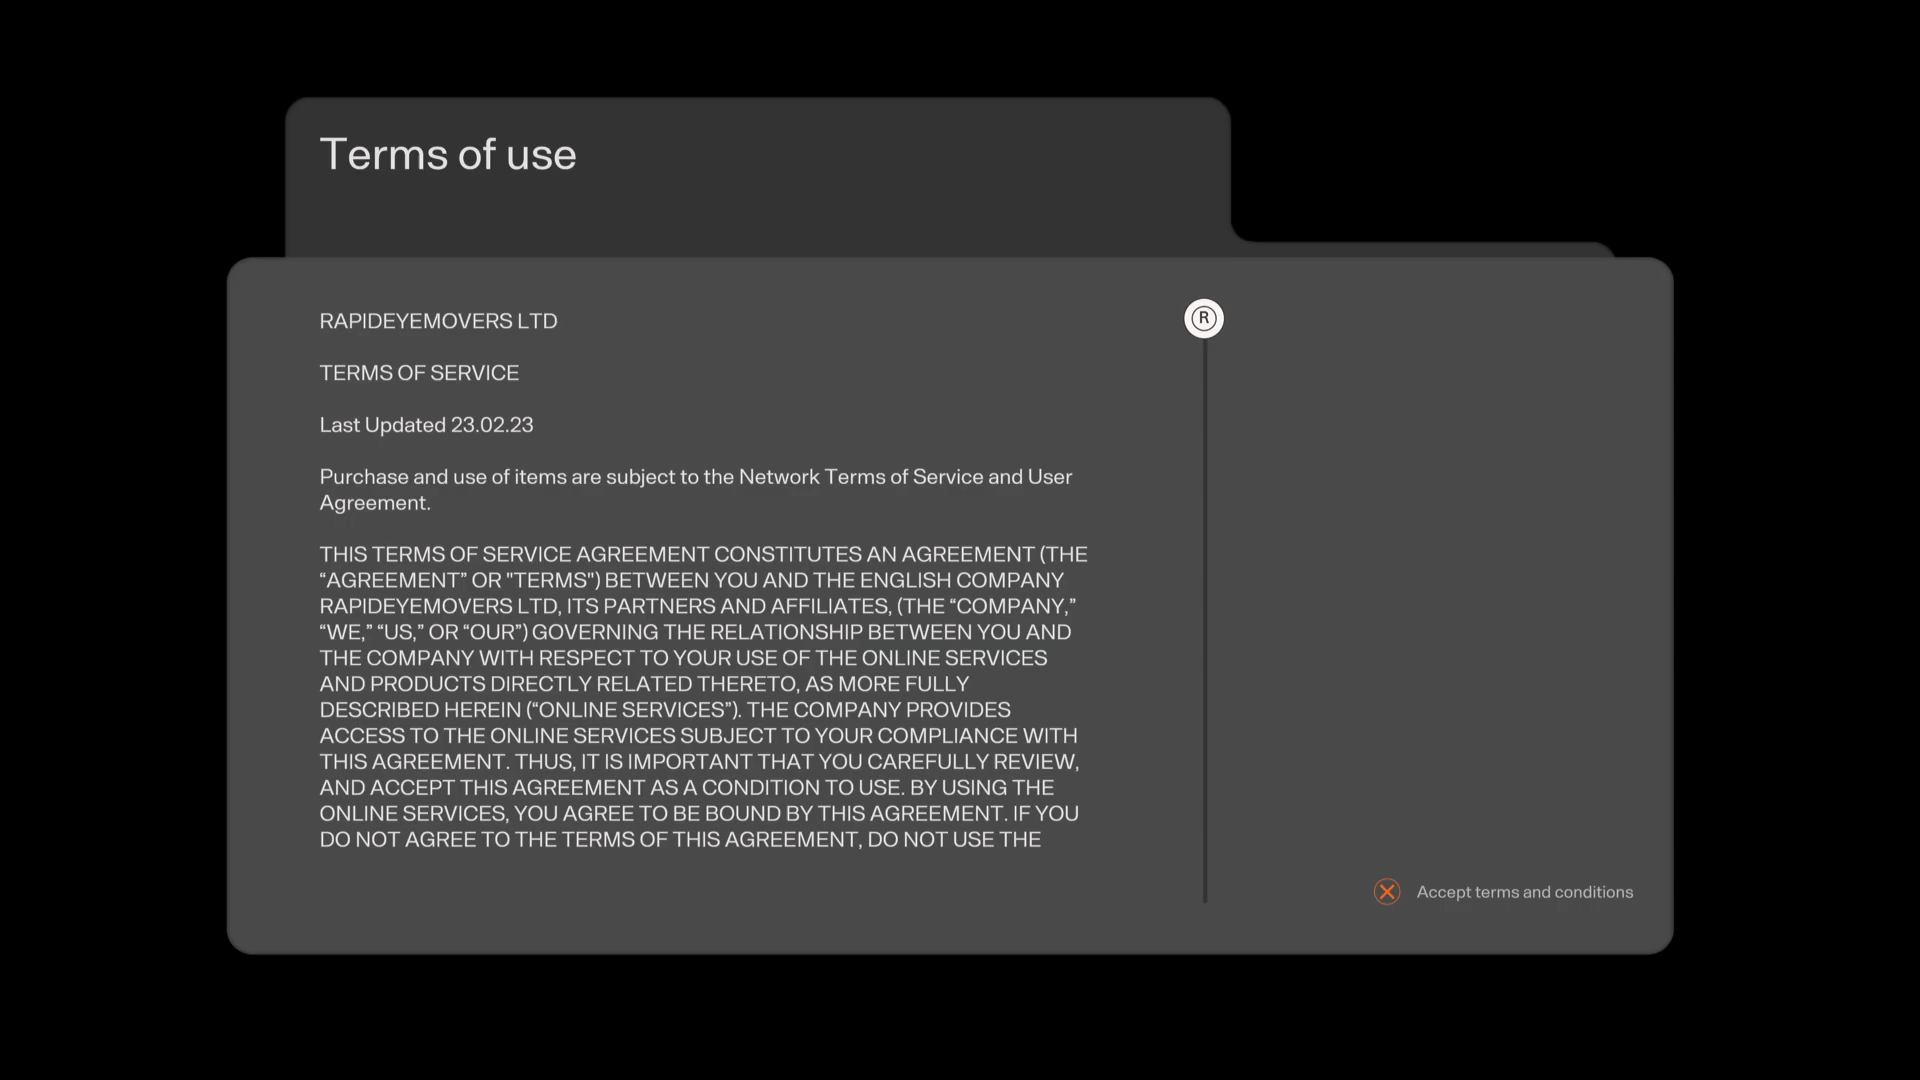 Terms of use
RAPIDEYEMOVERS LTD
R
TERMS OF SERVICE
Last Updated 23.02.23
Purchase and use of items are subject to the Network Terms of Service and User
Agreement.
THIS TERMS OF SERVICE AGREEMENT CONSTITUTES AN AGREEMENT (THE
“AGREEMENT” OR "TERMS") BETWEEN YOU AND THE ENGLISH COMPANY
RAPIDEYEMOVERS LTD, ITS PARTNERS AND AFFILIATES, (THE “COMPANY,”
“WE,” “US,” OR “OUR”) GOVERNING THE RELATIONSHIP BETWEEN YOU AND
THE COMPANY WITH RESPECT TO YOUR USE OF THE ONLINE SERVICES
AND PRODUCTS DIRECTLY RELATED THERETO, AS MORE FULLY
DESCRIBED HEREIN (“ONLINE SERVICES”). THE COMPANY PROVIDES
ACCESS TO THE ONLINE SERVICES SUBJECT TO YOUR COMPLIANCE WITH
THIS AGREEMENT. THUS, IT IS IMPORTANT THAT YOU CAREFULLY REVIEW,
AND ACCEPT THIS AGREEMENT AS A CONDITION TO USE. BY USING THE
ONLINE SERVICES, YOU AGREE TO BE BOUND BY THIS AGREEMENT. IF YOU
DO NOT AGREE TO THE TERMS OF THIS AGREEMENT, DO NOT USE THE
Accept terms and conditions